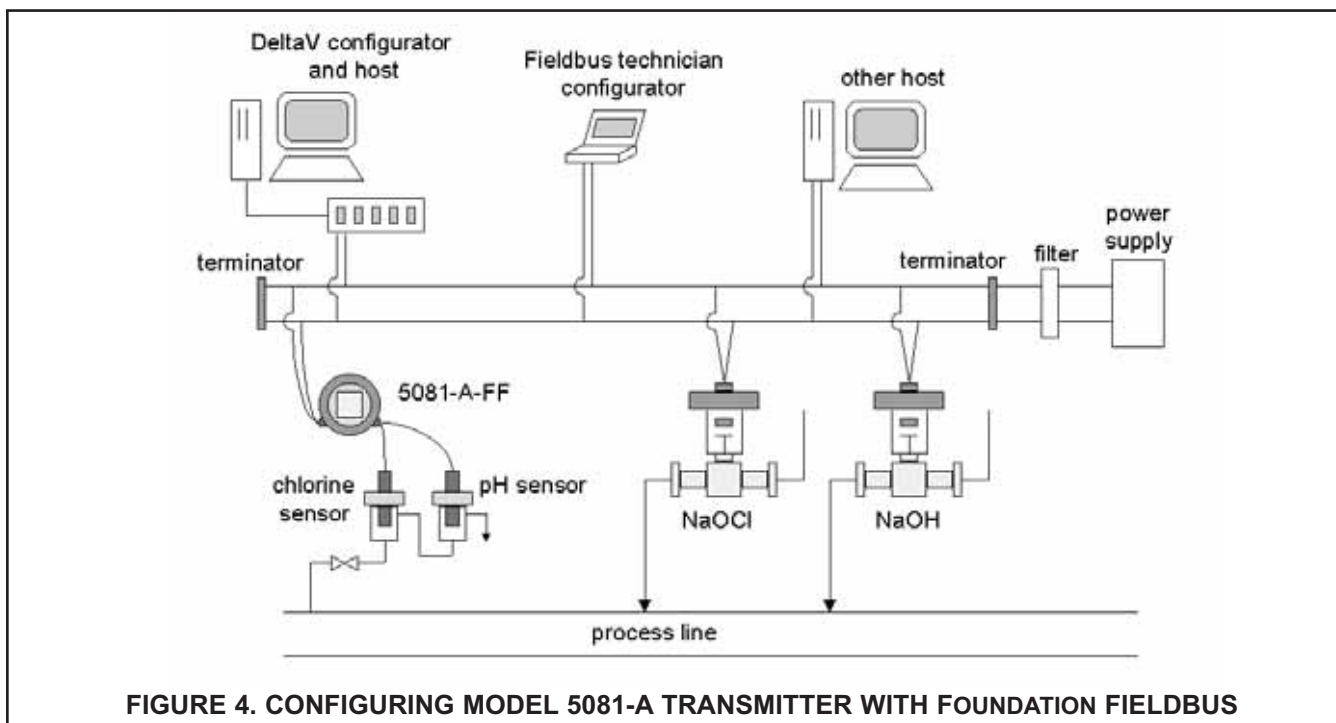 DeltaV configurator
and host
Fieldbus technician
configurator
other host
power
supply
terminator
terminator
filter
5081-A-FF
chlorine
sensor
pH sensor
NaOCl
NaOH
process line
FIGURE 4. CONFIGURING MODEL 5081-A TRANSMITTER WITH FOUNDATION FIELDBUS